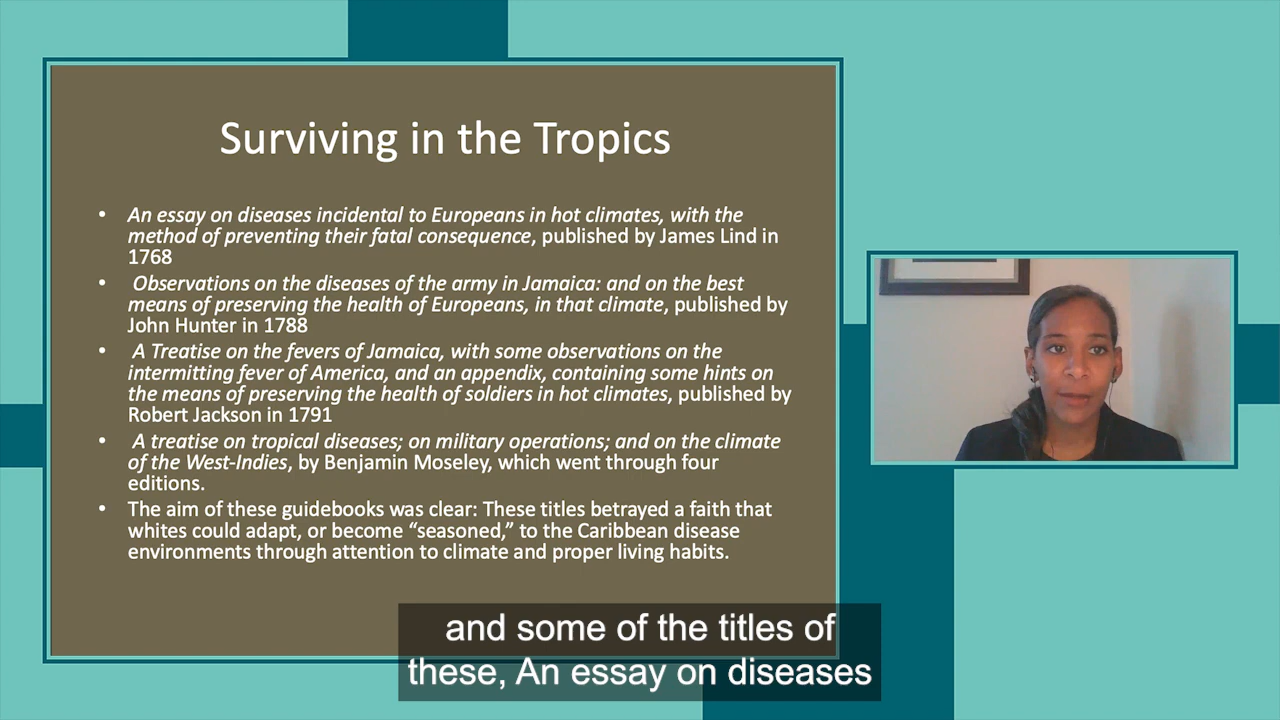 Surviving in the Tropics
• An essay on diseases incidental to Europeans in hot climates, with the
method of preventing their fatal consequence, published by James Lind in
1768
• Observations on the diseases of the army in Jamaica: and on the best
means of preserving the health of Europeans, in that climate, published by
John Hunter in 1788
• A Treatise on the fevers of Jamaica, with some observations on the
intermitting fever of America, and an appendix, containing some hints on
the means of preserving the health of soldiers in hot climates, published by
Robert Jackson in 1791
• A treatise on tropical diseases; on military operations; and on the climate
of the West-Indies, by Benjamin Moseley, which went through four
editions.
• The aim of these guidebooks was clear: These titles betrayed a faith that
whites could adapt, or become “seasoned,” to the Caribbean disease
environments through attention to climate and proper living habits.
and some of the titles of
these, An essay on diseases